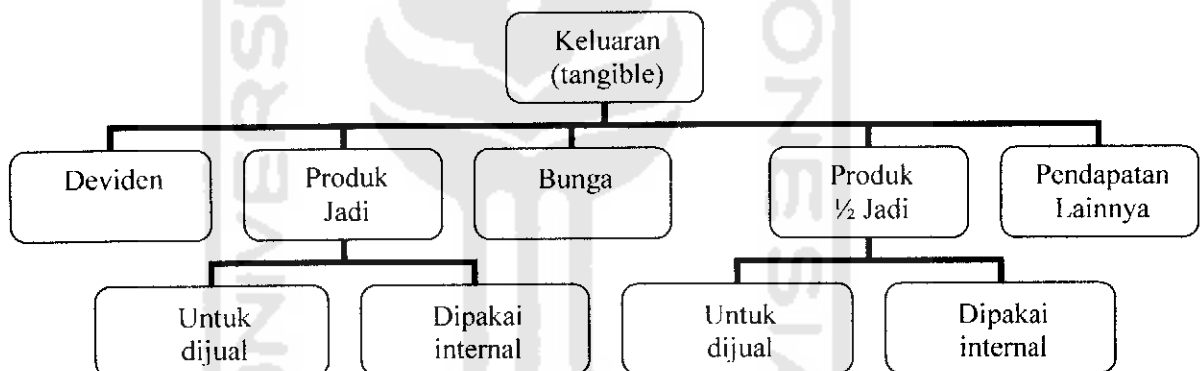 Keluaran
(tangible)
Deviden
Produk
Jadi
Bunga
Produk
½ Jadi
Pendapatan
Lainnya
Untuk
dijual
Dipakai
internal
Untuk
dijual
Dipakai
internal